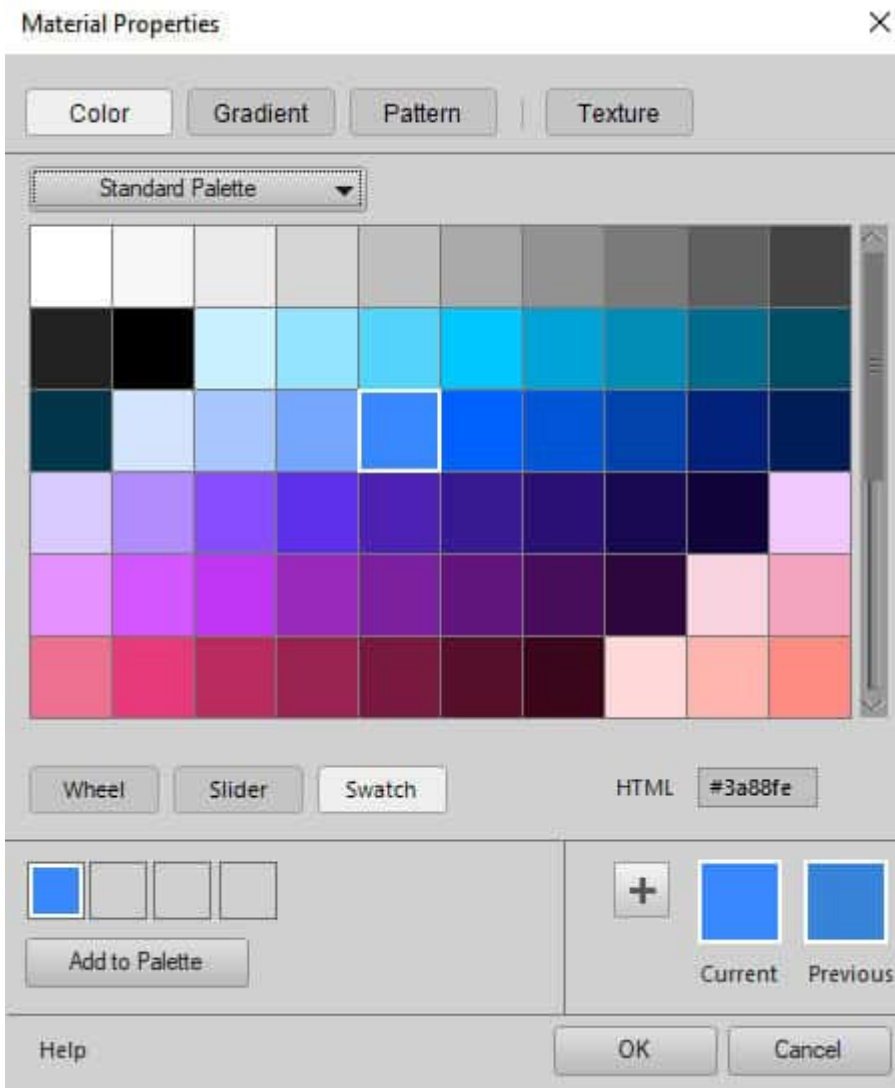 Material Properties
Color Gradient Pattern Texture
Standard Palette
Wheel Slider Swatch HTML #3a88fe
Add to Palette
Current Previous
Help OK Cancel